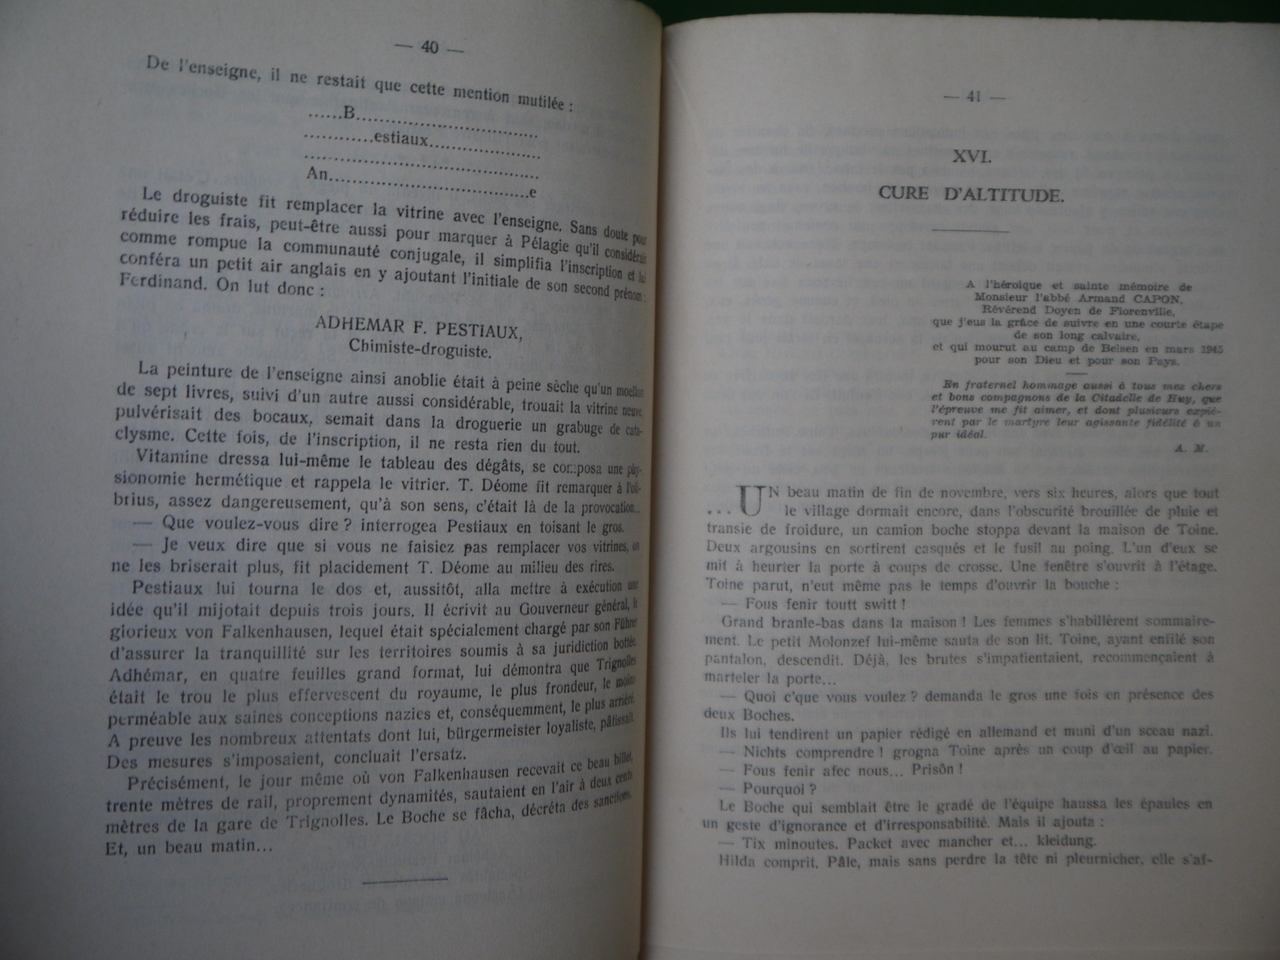 — 40 —
De l'enseigne, il ne restait que cette mention mutilée :
......B..............................
...........estiaux...................
.......................................
An.................................e
Le droguiste fit remplacer la vitrine avec l'enseigne. Sans doute pour
réduire les frais, peut-être aussi pour marquer à Pélagie qu'il considérait
comme rompue la communauté conjugale, il simplifia l'inscription et lui
conféra un petit air anglais en y ajoutant l'initiale de son second prénom :
Ferdinand. On lut donc :
ADHEMAR F. PESTIAUX,
Chimiste-droguiste.
La peinture de l'enseigne ainsi anoblie était à peine sèche qu'un moellon
de sept livres, suivi d'un autre aussi considérable, trouait la vitrine neuve,
pulvérisait des bocaux, semait dans la droguerie un grabuge de cata-
clysme. Cette fois, de l'inscription, il ne resta rien du tout.
Vitamine dressa lui-même le tableau des dégâts, se composa une phy-
sionomie hermétique et rappela le vitrier. T. Déome fit remarquer à l'oli-
brius, assez dangereusement, qu'à son sens, c'était là de la provocation...
— Que voulez-vous dire ? interrogea Pestiaux en toisant le gros.
— Je veux dire que si vous ne faisiez pas remplacer vos vitrines, on
ne les briserait plus, fit placidement T. Déome au milieu des rires.
Pestiaux lui tourna le dos et, aussitôt, alla mettre à exécution une
idée qu'il mijotait depuis trois jours. Il écrivit au Gouverneur général, le
glorieux von Falkenhausen, lequel était spécialement chargé par son Führer
d'assurer la tranquillité sur les territoires soumis à sa juridiction bottée.
Adhémar, en quatre feuilles grand format, lui démontra que Trignolles
était le trou le plus effervescent du royaume, le plus frondeur, le moins
perméable aux saines conceptions nazies et, conséquemment, le plus arriéré.
A preuve les nombreux attentats dont lui, bürgermeister loyaliste, pâtissait.
Des mesures s'imposaient, concluait l'ersatz.
Précisément, le jour même où von Falkenhausen recevait ce beau billet,
trente mètres de rail, proprement dynamités, sautaient en l'air à deux cents
mètres de la gare de Trignolles. Le Boche se fâcha, décréta des sanctions.
Et, un beau matin...
— 41 —
XVI.
CURE D'ALTITUDE.
A l'héroïque et sainte mémoire de
Monsieur l'abbé Armand CAPON,
Révérend Doyen de Florenville,
que j'eus la grâce de suivre en une courte étape
de son long calvaire,
et qui mourut au camp de Belsen en mars 1945
pour son Dieu et pour son Pays.
En fraternel hommage aussi à tous mes chers
et bons compagnons de la Citadelle de Huy, que
l'épreuve me fit aimer, et dont plusieurs expiè-
rent par le martyre leur agissante fidélité à un
pur idéal.
A. M.
... UN beau matin de fin de novembre, vers six heures, alors que tout
le village dormait encore, dans l'obscurité brouillée de pluie et
transie de froidure, un camion boche stoppa devant la maison de Toine.
Deux argousins en sortirent casqués et le fusil au poing. L'un d'eux se
mit à heurter la porte à coups de crosse. Une fenêtre s'ouvrit à l'étage.
Toine parut, n'eut même pas le temps d'ouvrir la bouche :
— Fous fenir toutt switt !
Grand branle-bas dans la maison ! Les femmes s'habillèrent sommaire-
ment. Le petit Molonzef lui-même sauta de son lit. Toine, ayant enfilé son
pantalon, descendit. Déjà, les brutes s'impatientaient, recommençaient à
marteler la porte...
— Quoi c'que vous voulez ? demanda le gros une fois en présence des
deux Boches.
Ils lui tendirent un papier rédigé en allemand et muni d'un sceau nazi.
— Nichts comprendre ! grogna Toine après un coup d'œil au papier.
— Fous fenir afec nous... Prisôn !
— Pourquoi ?
Le Boche qui semblait être le gradé de l'équipe haussa les épaules en
un geste d'ignorance et d'irresponsabilité. Mais il ajouta :
— Tix minoutes. Packet avec mancher et... kleidung.
Hilda comprit. Pâle, mais sans perdre la tête ni pleurnicher, elle s'af-